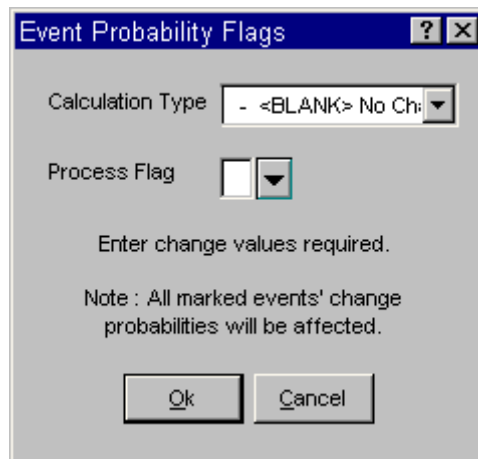 Event Probability Flags
Calculation Type - <BLANK> No Cha
Process Flag
Enter change values required.
Note : All marked events' change
probabilities will be affected.
Ok Cancel